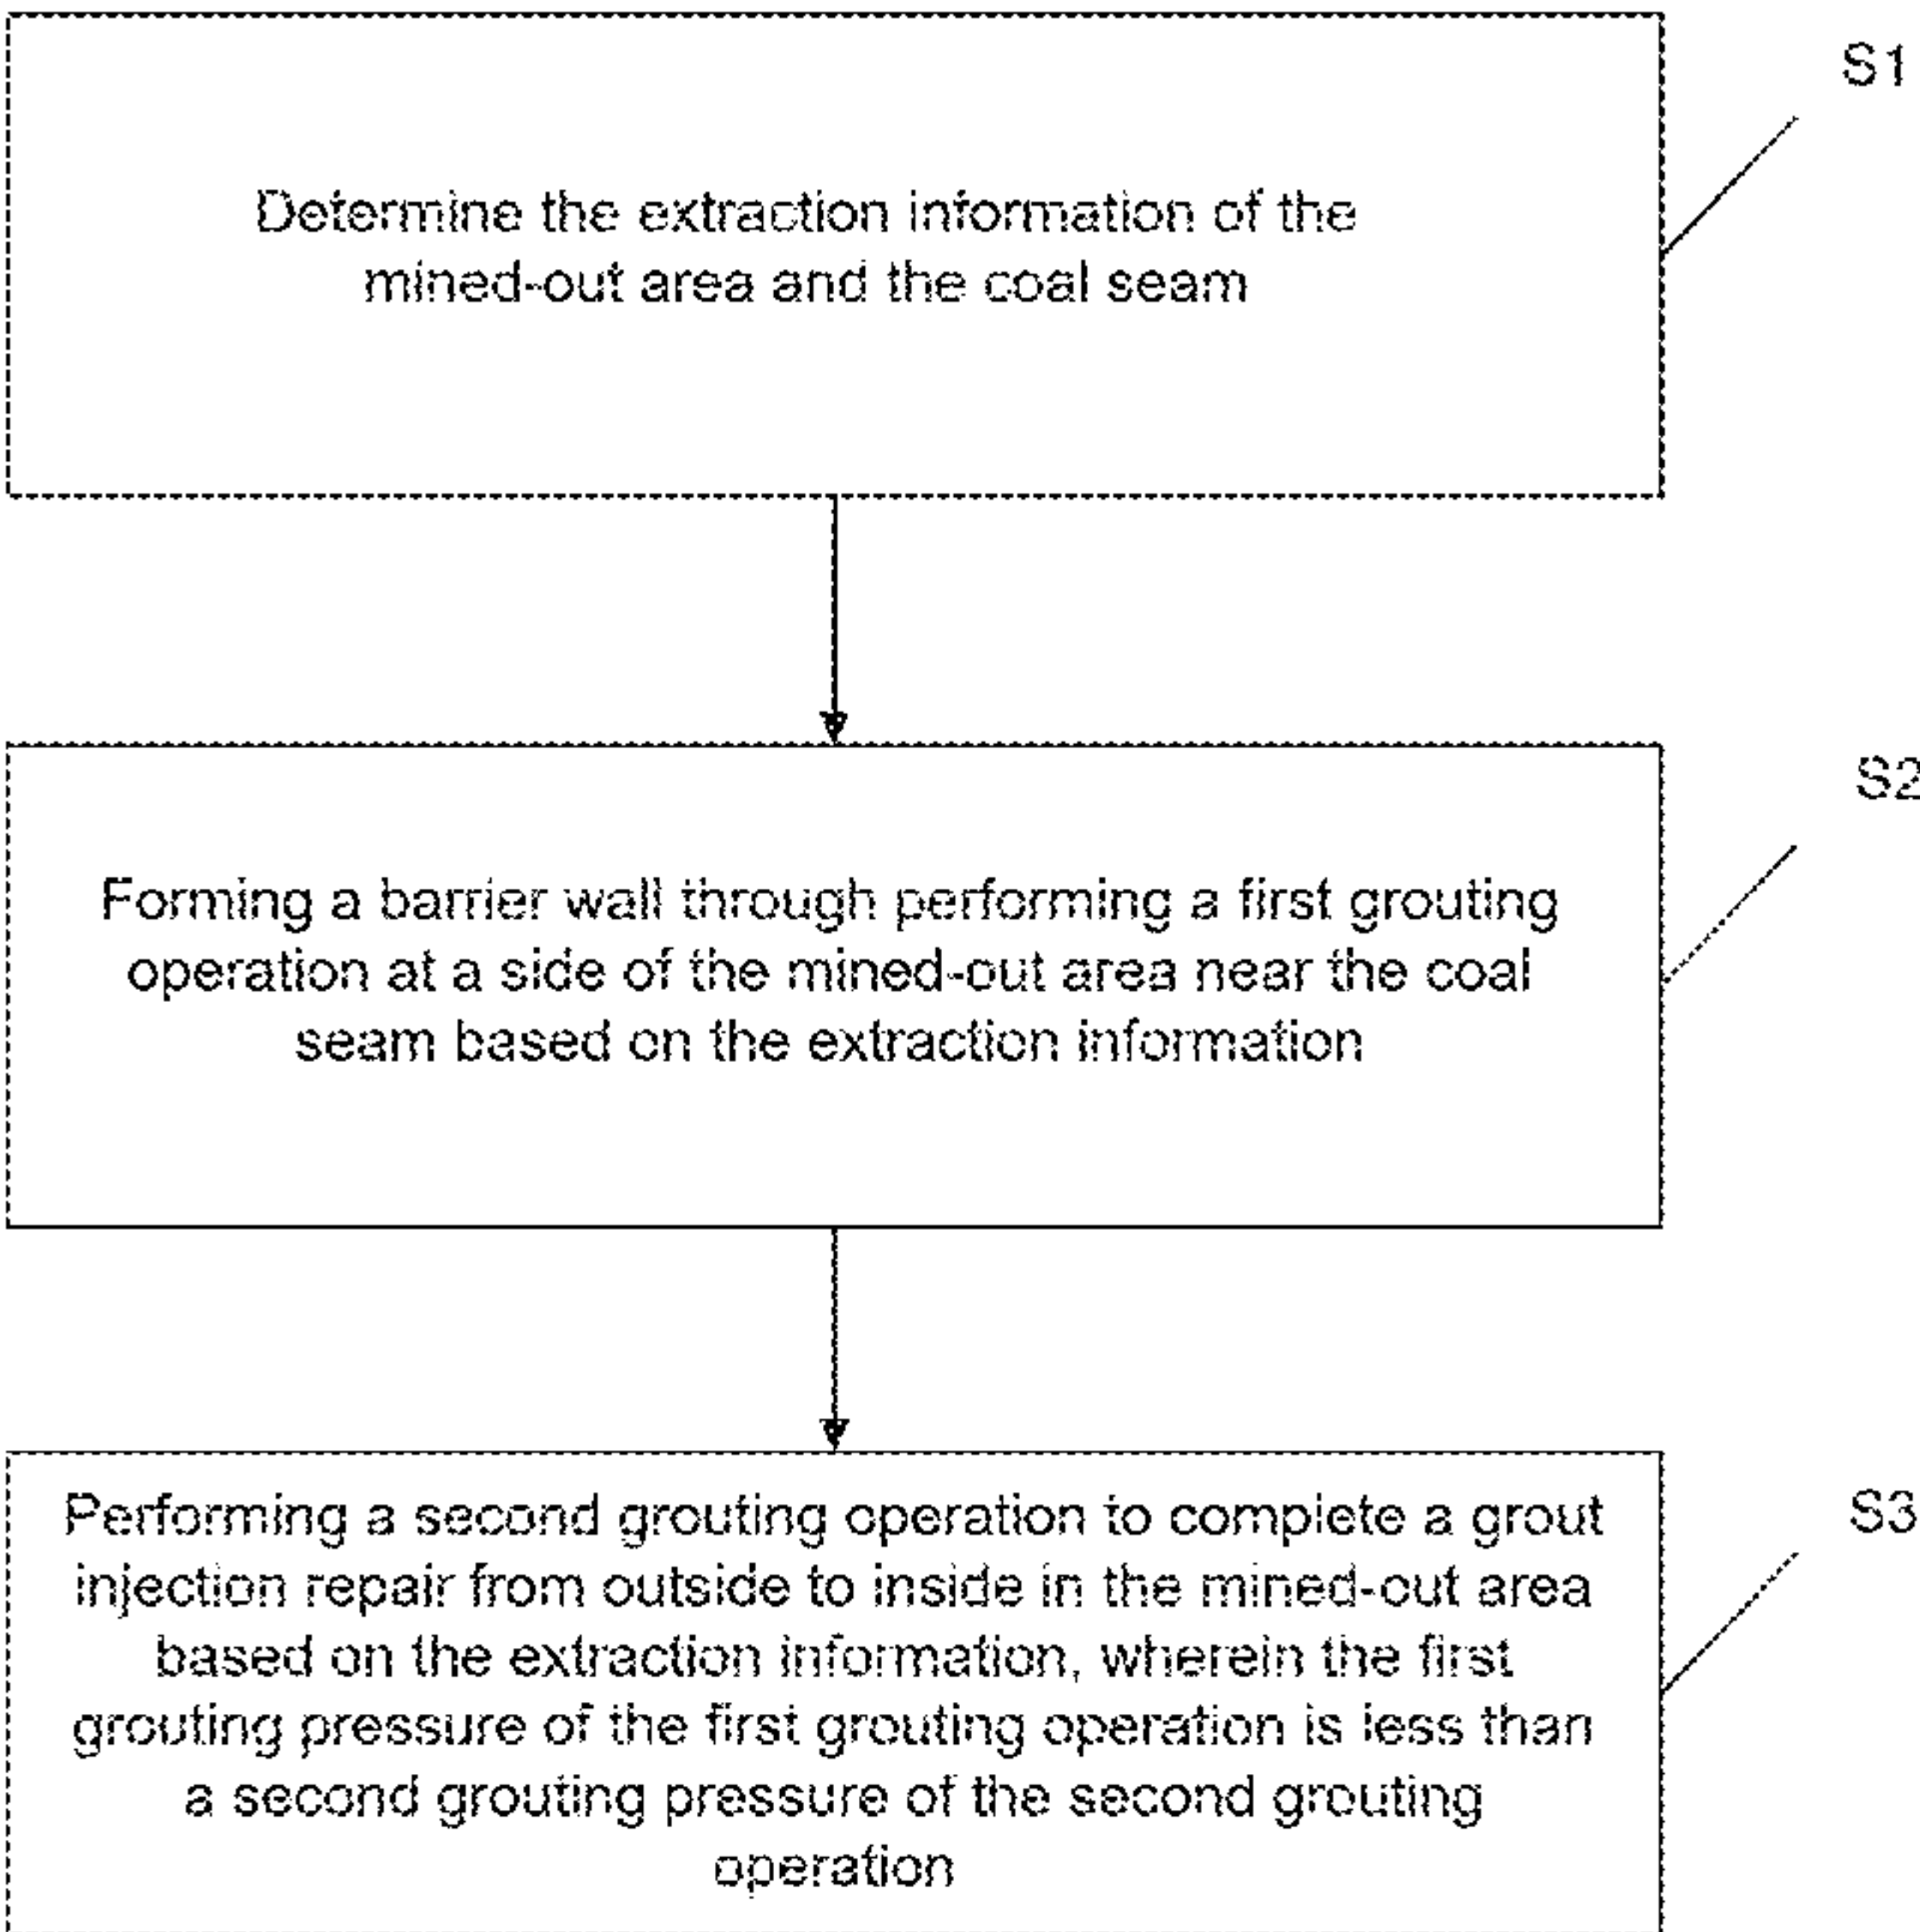 S1
Determine the extraction information of the
mined-out area and the coal seam
S2
Forming a barrier wall through performing a first grouting
operation at a side of the mined-out area near the coal
seam based on the extraction information
S3
Performing a second grouting operation to complete a grout
injection repair from outside to inside in the mined-out area
based on the extraction information, wherein the first
grouting pressure of the first grouting operation is less than
a second grouting pressure of the second grouting
operation